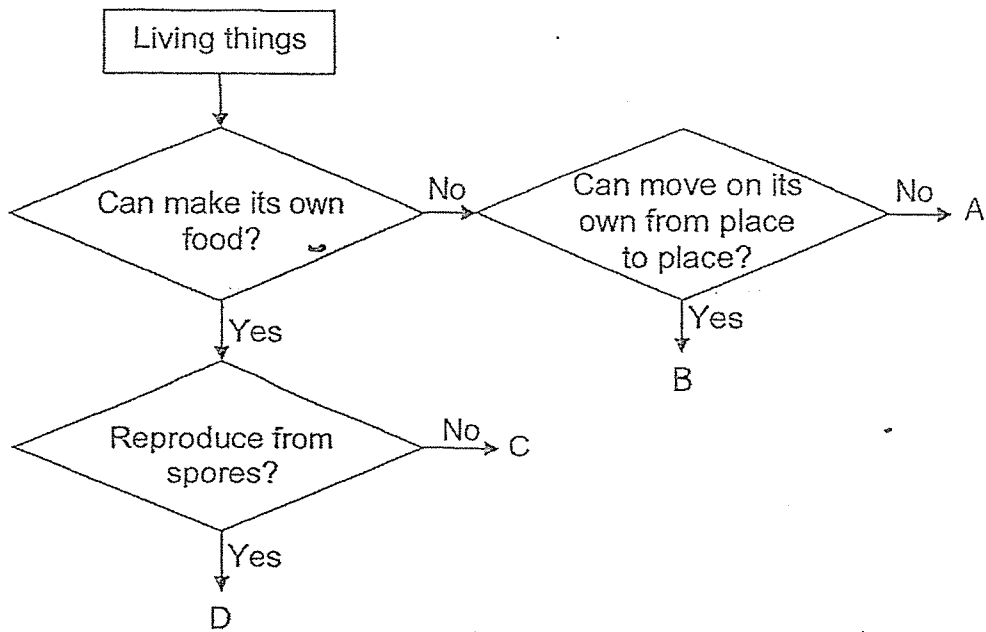 Living things
Can make its own
food?
No
Can move on its
own from place
to place?
No
A
Yes
Yes
B
Reproduce from
spores?
No
C
Yes
D